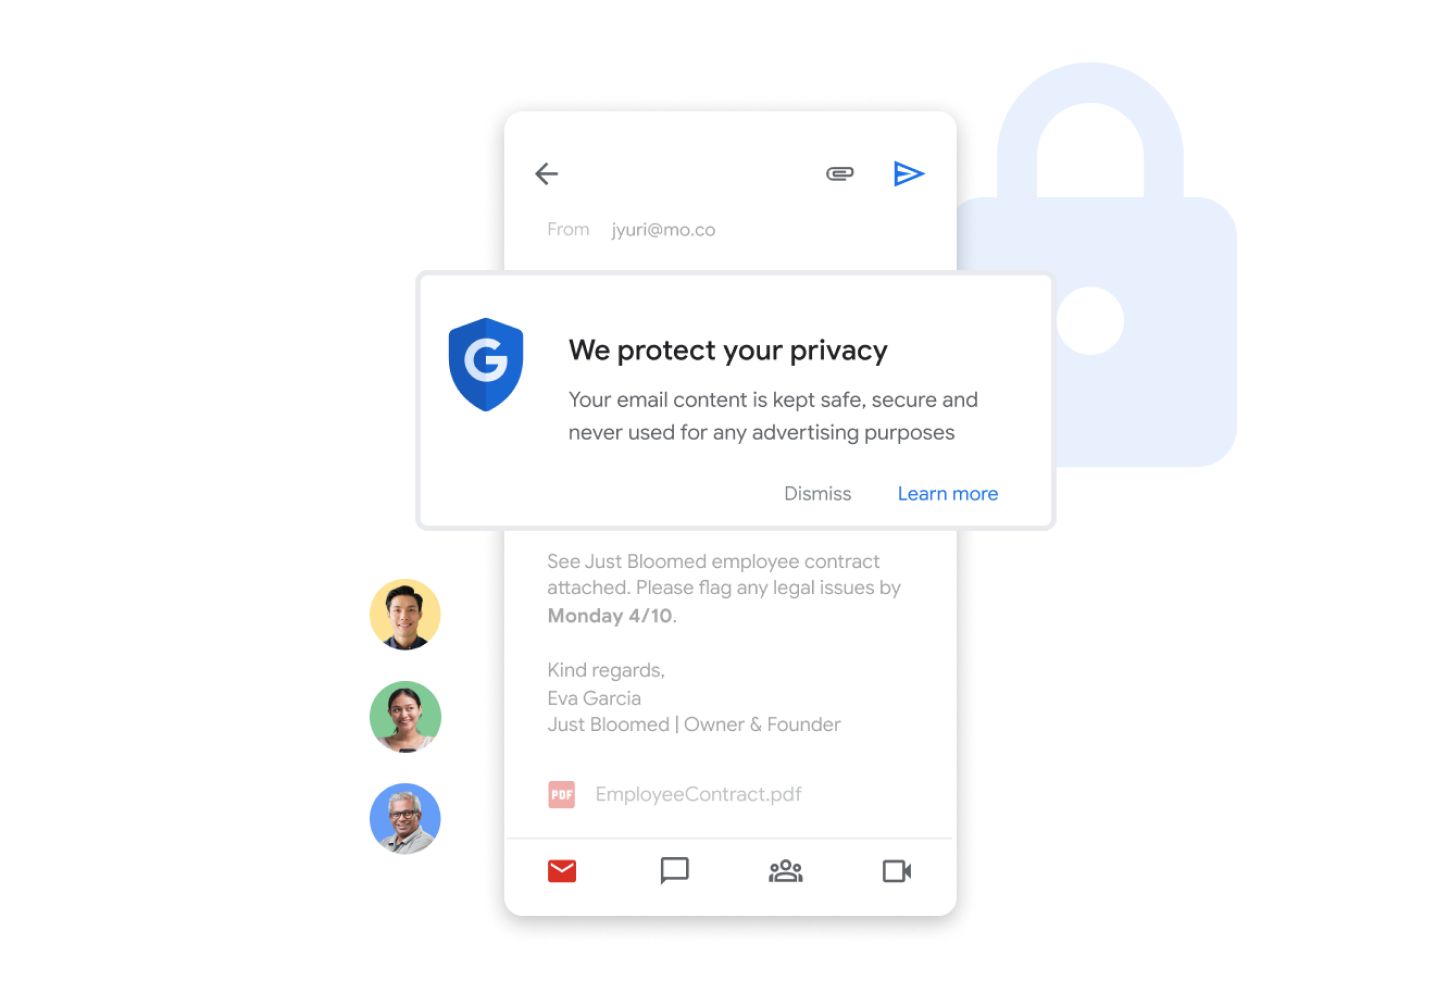 From jyuri@mo.co
G
We protect your privacy
Your email content is kept safe, secure and
never used for any advertising purposes
Dismiss Learn more
See Just Bloomed employee contract
attached. Please flag any legal issues by
Monday 4/10.
Kind regards,
Eva Garcia
Just Bloomed | Owner & Founder
PDF EmployeeContract.pdf